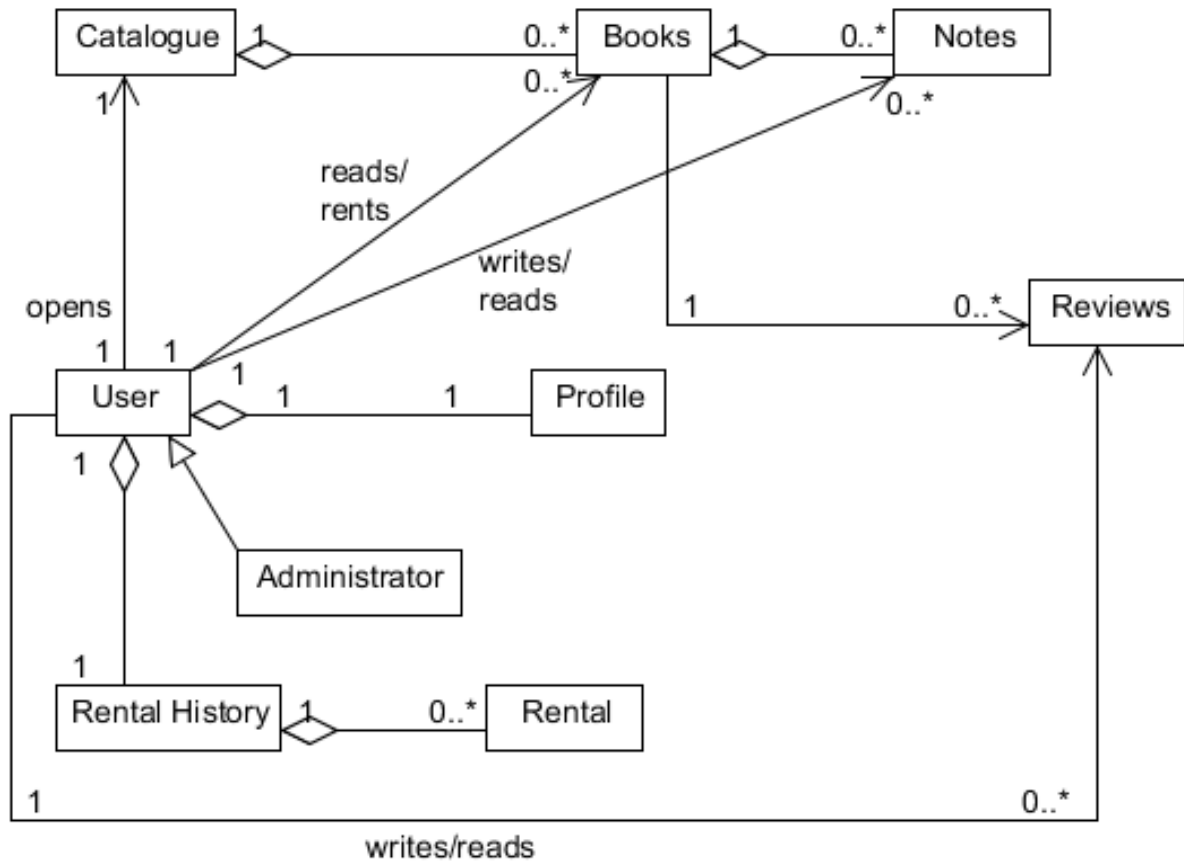 Catalogue
1
0..*
Books
1
0..*
Notes
1
0..*
0..*
reads/
rents
writes/
reads
opens
1
1
1
1
0..*
Reviews
User
1
1
Profile
1
Administrator
1
Rental History
1
0..*
Rental
1
0..*
writes/reads